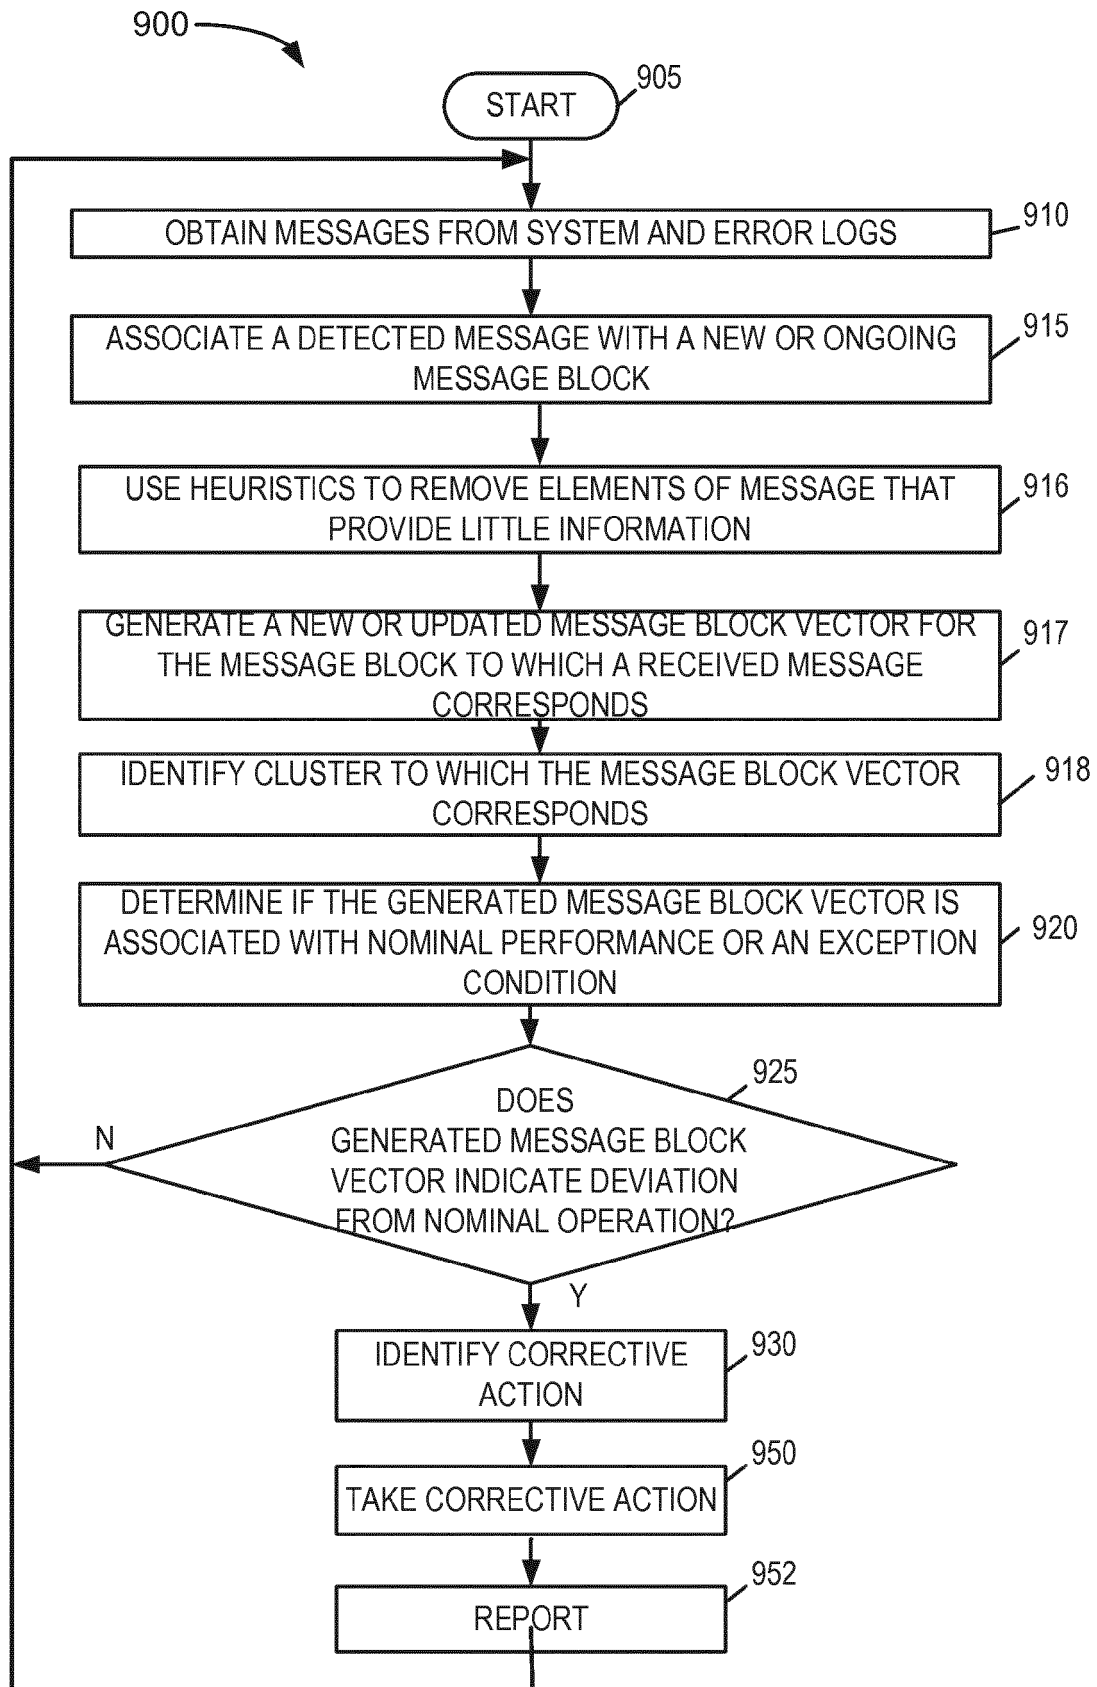 900
START
905
OBTAIN MESSAGES FROM SYSTEM AND ERROR LOGS
910
ASSOCIATE A DETECTED MESSAGE WITH A NEW OR ONGOING
MESSAGE BLOCK
915
USE HEURISTICS TO REMOVE ELEMENTS OF MESSAGE THAT
PROVIDE LITTLE INFORMATION
916
GENERATE A NEW OR UPDATED MESSAGE BLOCK VECTOR FOR
THE MESSAGE BLOCK TO WHICH A RECEIVED MESSAGE
CORRESPONDS
917
IDENTIFY CLUSTER TO WHICH THE MESSAGE BLOCK VECTOR
CORRESPONDS
918
DETERMINE IF THE GENERATED MESSAGE BLOCK VECTOR IS
ASSOCIATED WITH NOMINAL PERFORMANCE OR AN EXCEPTION
CONDITION
920
925
DOES
GENERATED MESSAGE BLOCK
VECTOR INDICATE DEVIATION
FROM NOMINAL OPERATION?
N
Y
IDENTIFY CORRECTIVE
ACTION
930
TAKE CORRECTIVE ACTION
950
REPORT
952